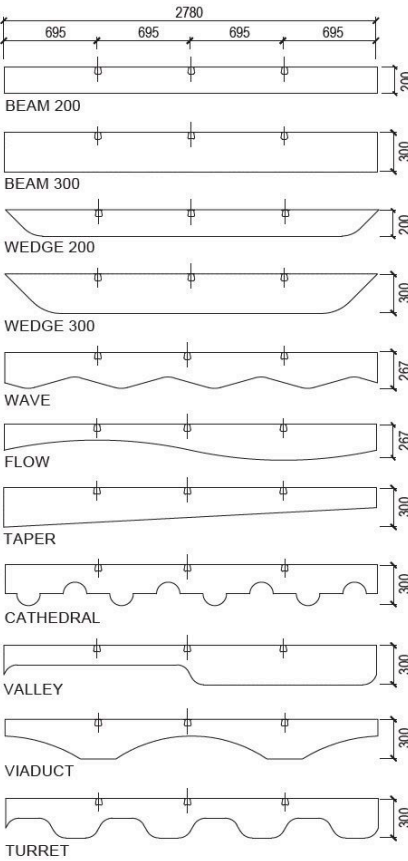 2780
695 695 695 695
200
BEAM 200
300
BEAM 300
200
WEDGE 200
300
WEDGE 300
267
WAVE
267
FLOW
300
TAPER
300
CATHEDRAL
300
VALLEY
300
VIADUCT
300
TURRET